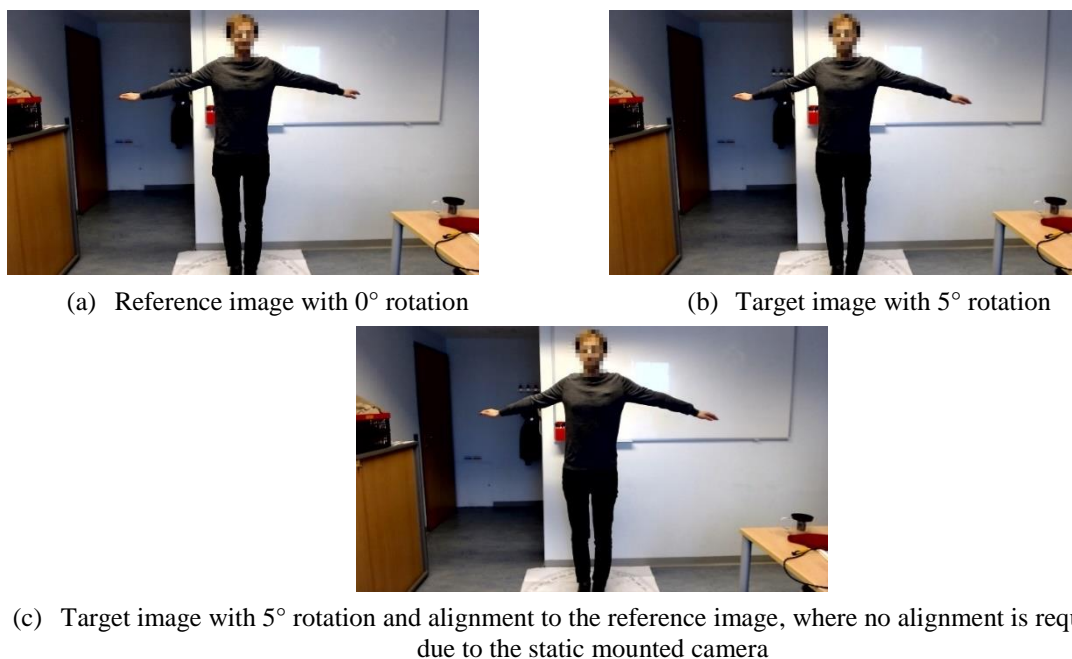 (a) Reference image with 0° rotation
(b) Target image with 5° rotation
(c) Target image with 5° rotation and alignment to the reference image, where no alignment is requ
due to the static mounted camera